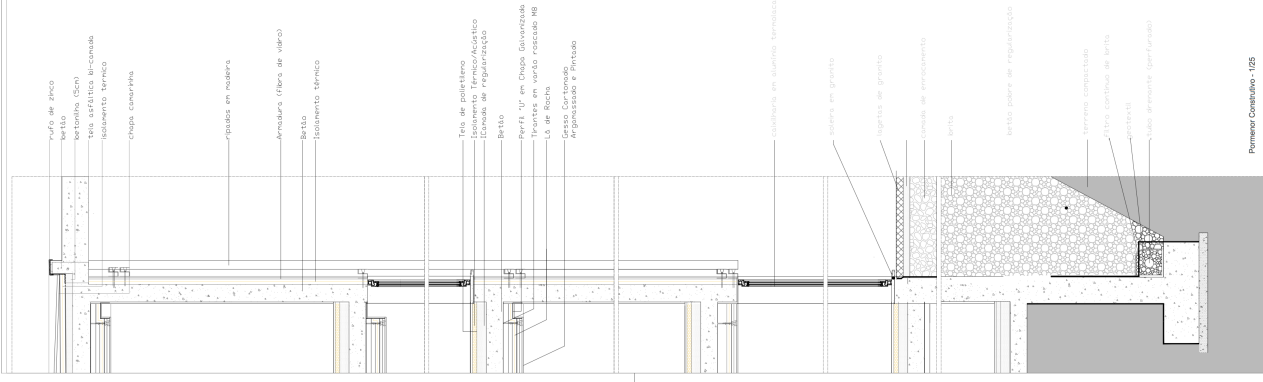 rufo de zinco
betão
betonilha (5cm)
tela asfáltica bi-camada
isolamento termico
chapa canarinha
ripados em madeira
Armadura (fibra de vidro)
Betão
Isolamento térmico
Tela de polietileno
Isolamento Térmico/Acústico
|Camada de regularização
Betão
Perfil "U" em Chapa Galvanizada
Tirantes em varão roscado M8
Lã de Rocha
Gesso Cartonado
Argamassado e Pintado
caixilharia em alumínio termolaca
soleira em granito
lageta de granito
camada de assentamento
brita
betão pobre de regularização
terreno compactado
filtro continuo de brita
geotextil
tubo drenante (perfurado)
Pormenor Construtivo - 1/25